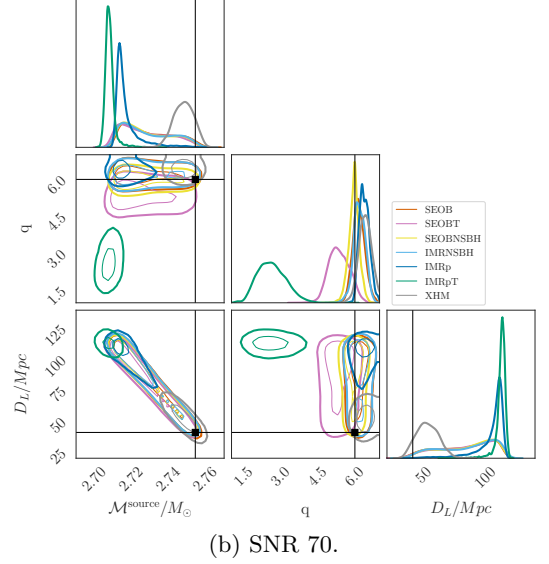 6.0
4.5
3.0
1.5
q
SEOB
SEOBT
SEOBNSBH
IMRNSBH
IMRp
IMRpT
XHM
125
100
75
50
25
D_L/Mpc
2.70
2.72
2.74
2.76
1.5
3.0
4.5
6.0
50
100
ℳ^source/M_⊙
q
D_L/Mpc
(b) SNR 70.